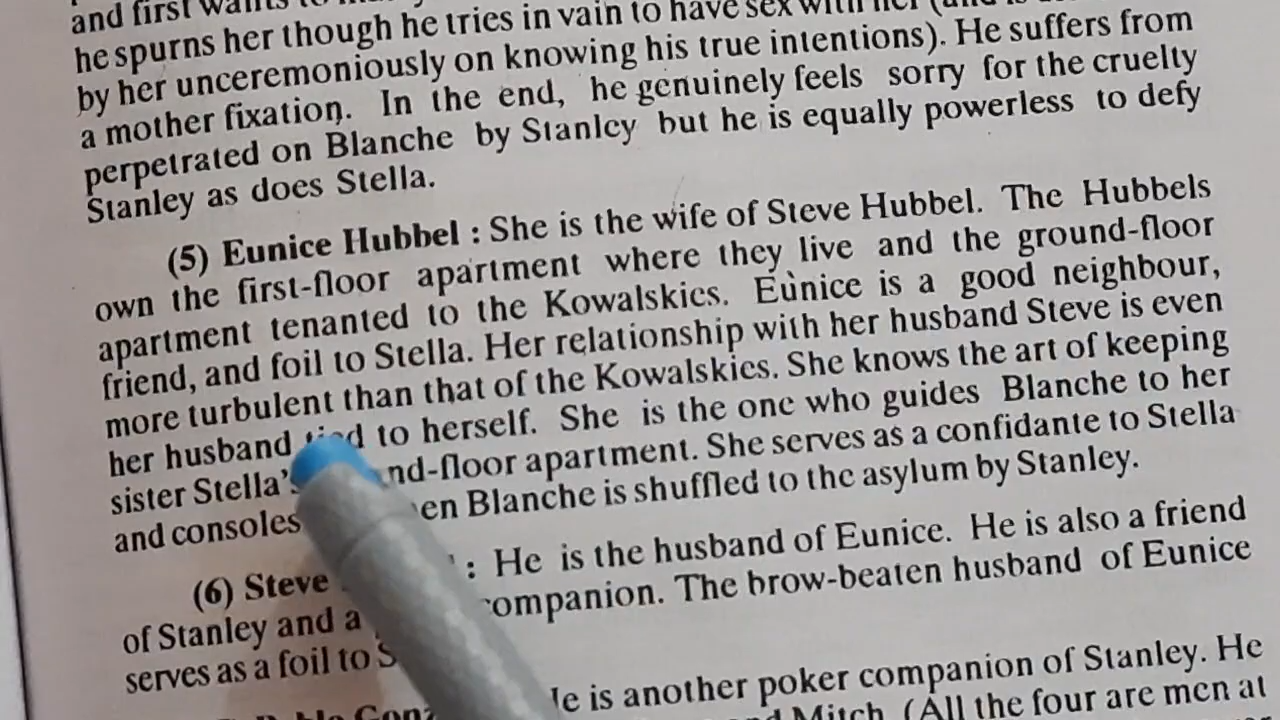 and first wants to
he spurns her though he tries in vain to have sex with her
by her unceremoniously on knowing his true intentions). He suffers from
a mother fixation. In the end, he genuinely feels sorry for the cruelty
perpetrated on Blanche by Stanley but he is equally powerless to defy
Stanley as does Stella.
(5) Eunice Hubbel : She is the wife of Steve Hubbel. The Hubbels
own the first-floor apartment where they live and the ground-floor
apartment tenanted to the Kowalskies. Eunice is a good neighbour,
friend, and foil to Stella. Her relationship with her husband Steve is even
more turbulent than that of the Kowalskies. She knows the art of keeping
her husband tied to herself. She is the one who guides Blanche to her
sister Stella's nd-floor apartment. She serves as a confidante to Stella
and consoles en Blanche is shuffled to the asylum by Stanley.
(6) Steve : He is the husband of Eunice. He is also a friend
of Stanley and a companion. The brow-beaten husband of Eunice
serves as a foil to S
He is another poker companion of Stanley. He
Mitch. (All the four are men at